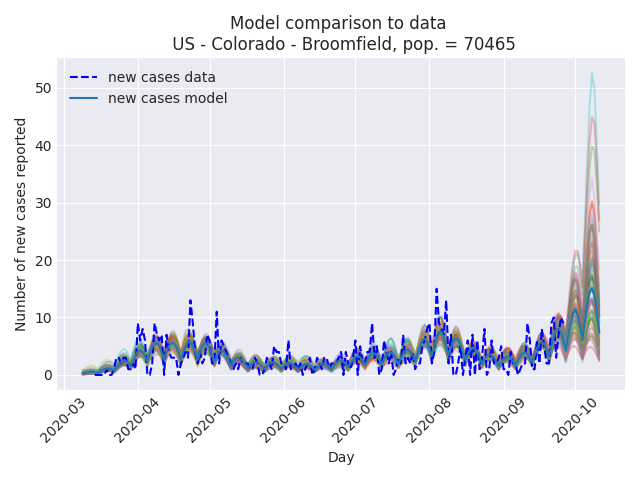 Model comparison to data
US - Colorado - Broomfield, pop. = 70465
new cases data
new cases model
Number of new cases reported
50
40
30
20
10
0
2020-03
2020-04
2020-05
2020-06
2020-07
2020-08
2020-09
2020-10
Day